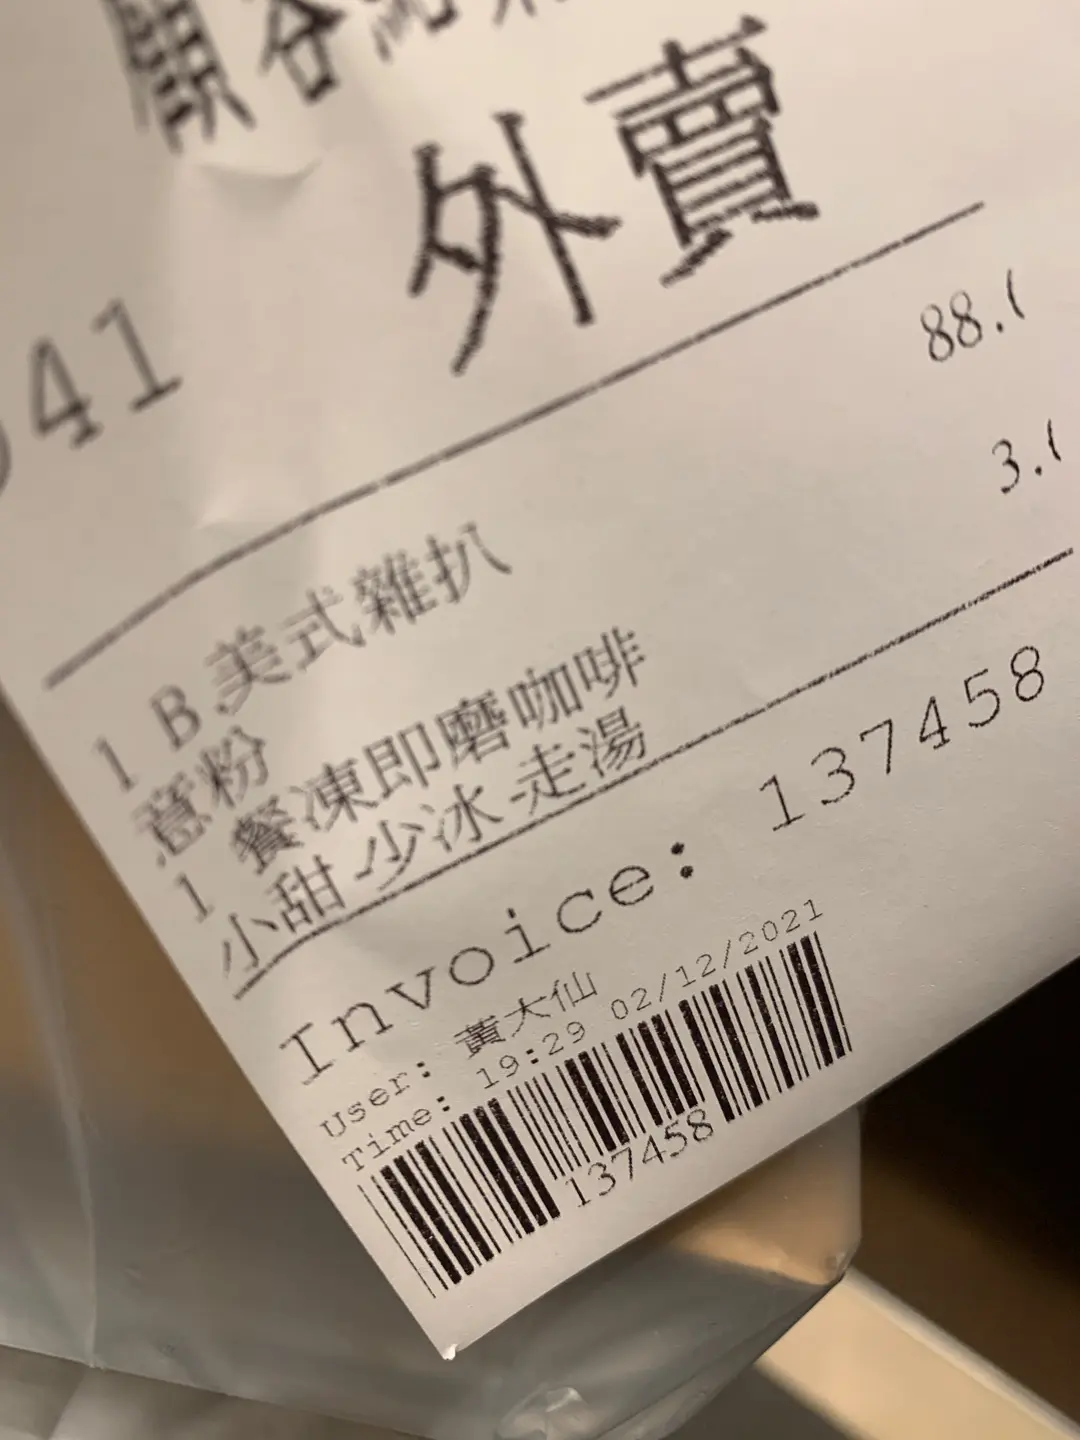 顧客
外賣
41
1 B.美式雜扒 88.
意粉
1 餐凍即磨咖啡 3.
小甜-少冰-走湯
Invoice: 137458
User: 黃大仙
Time: 19:29 02/12/2021
137458